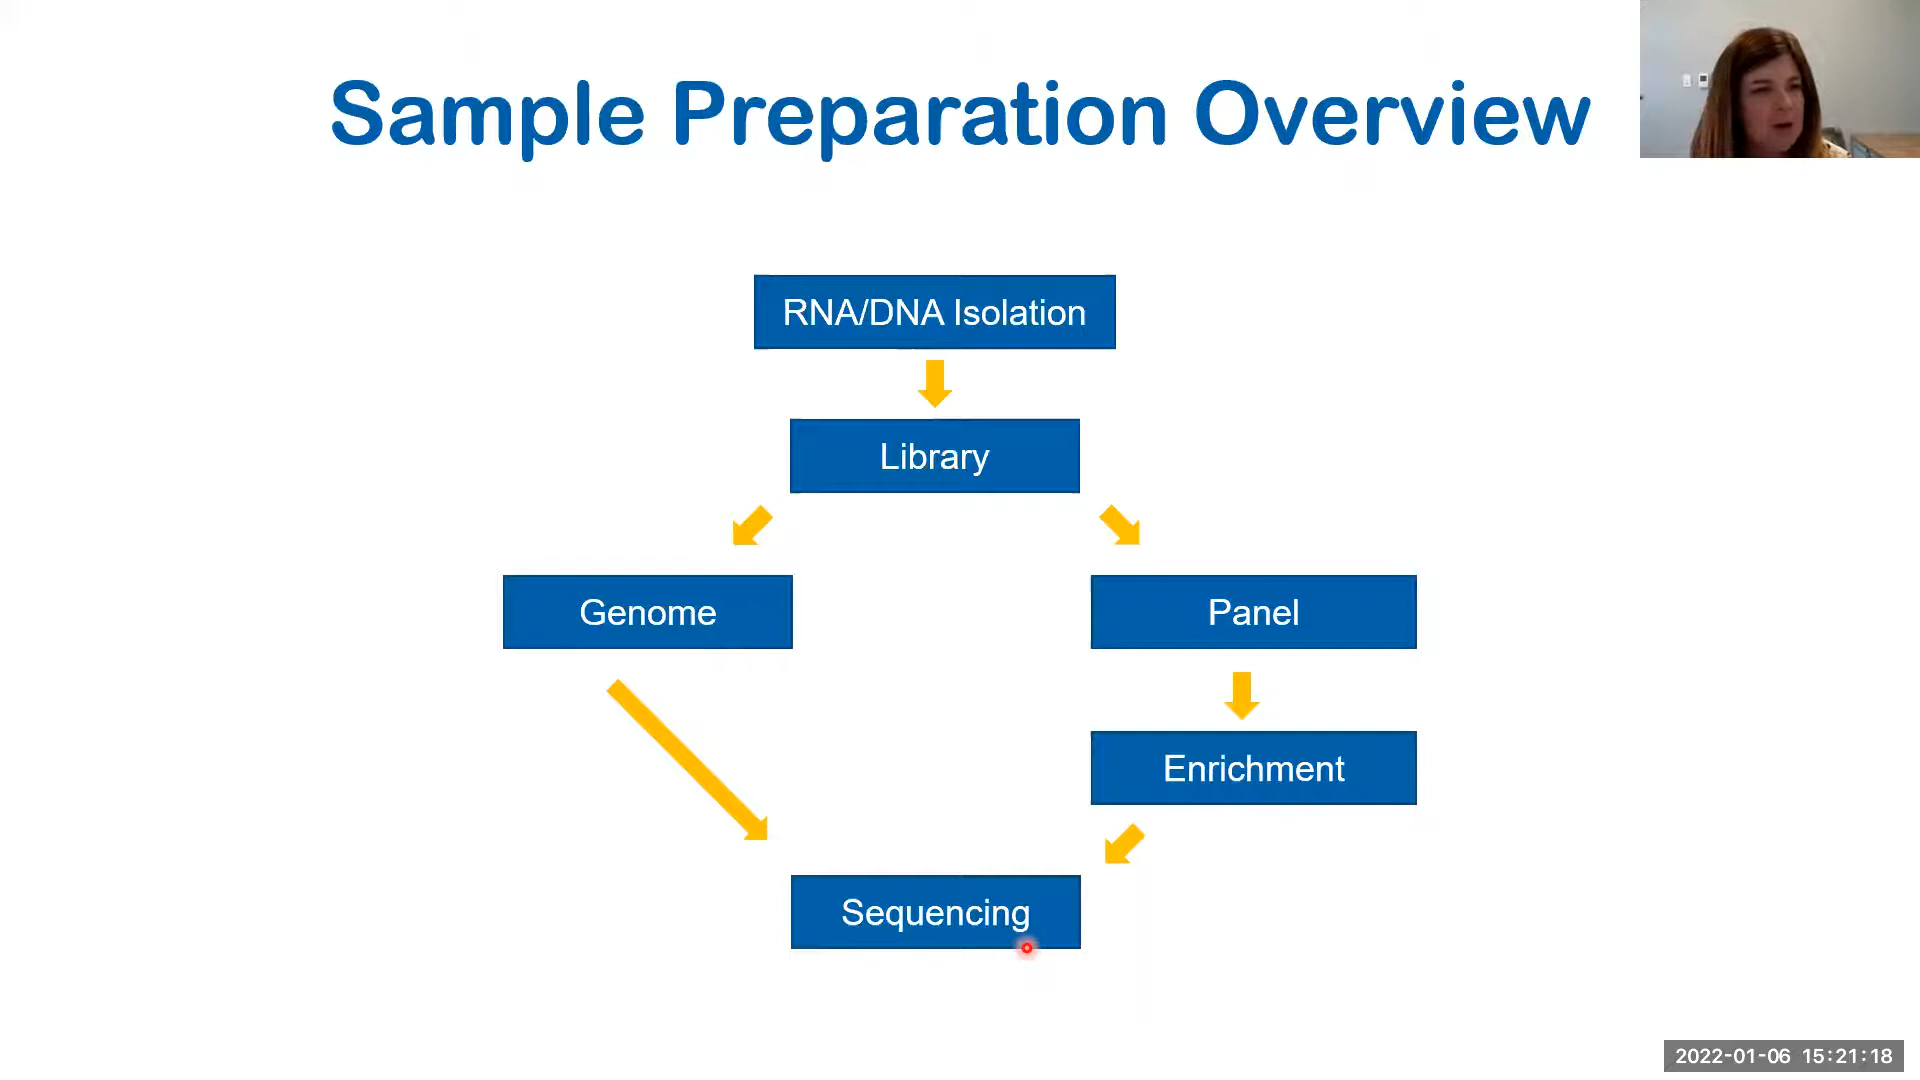 Sample Preparation Overview
RNA/DNA Isolation
Library
Genome
Panel
Enrichment
Sequencing
2022-01-06 15:21:18